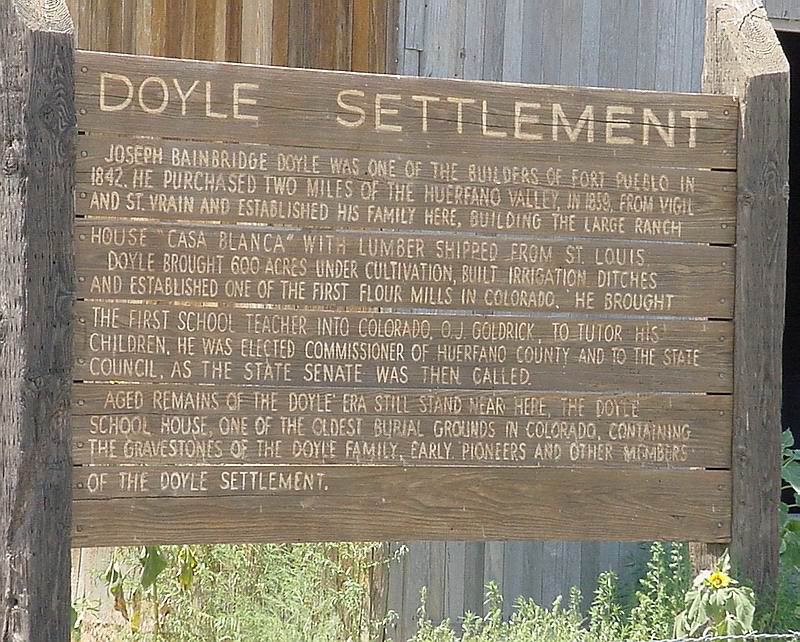 DOYLE SETTLEMENT
JOSEPH BAINBRIDGE DOYLE WAS ONE OF THE BUILDERS OF FORT PUEBLO IN
1842. HE PURCHASED TWO MILES OF THE HUERFANO VALLEY, IN 1859, FROM VIGIL
AND ST. VRAIN AND ESTABLISHED HIS FAMILY HERE, BUILDING THE LARGE RANCH
HOUSE "CASA BLANCA" WITH LUMBER SHIPPED FROM ST. LOUIS
DOYLE BROUGHT 600 ACRES UNDER CULTIVATION, BUILT IRRIGATION DITCHES
AND ESTABLISHED ONE OF THE FIRST FLOUR MILLS IN COLORADO. HE BROUGHT
THE FIRST SCHOOL TEACHER INTO COLORADO, O.J. GOLDRICK, TO TUTOR HIS
CHILDREN. HE WAS ELECTED COMMISSIONER OF HUERFANO COUNTY AND TO THE STATE
COUNCIL, AS THE STATE SENATE WAS THEN CALLED.
AGED REMAINS OF THE DOYLE ERA STILL STAND NEAR HERE, THE DOYLE
SCHOOL HOUSE, ONE OF THE OLDEST BURIAL GROUNDS IN COLORADO, CONTAINING
THE GRAVESTONES OF THE DOYLE FAMILY, EARLY PIONEERS AND OTHER MEMBERS
OF THE DOYLE SETTLEMENT.